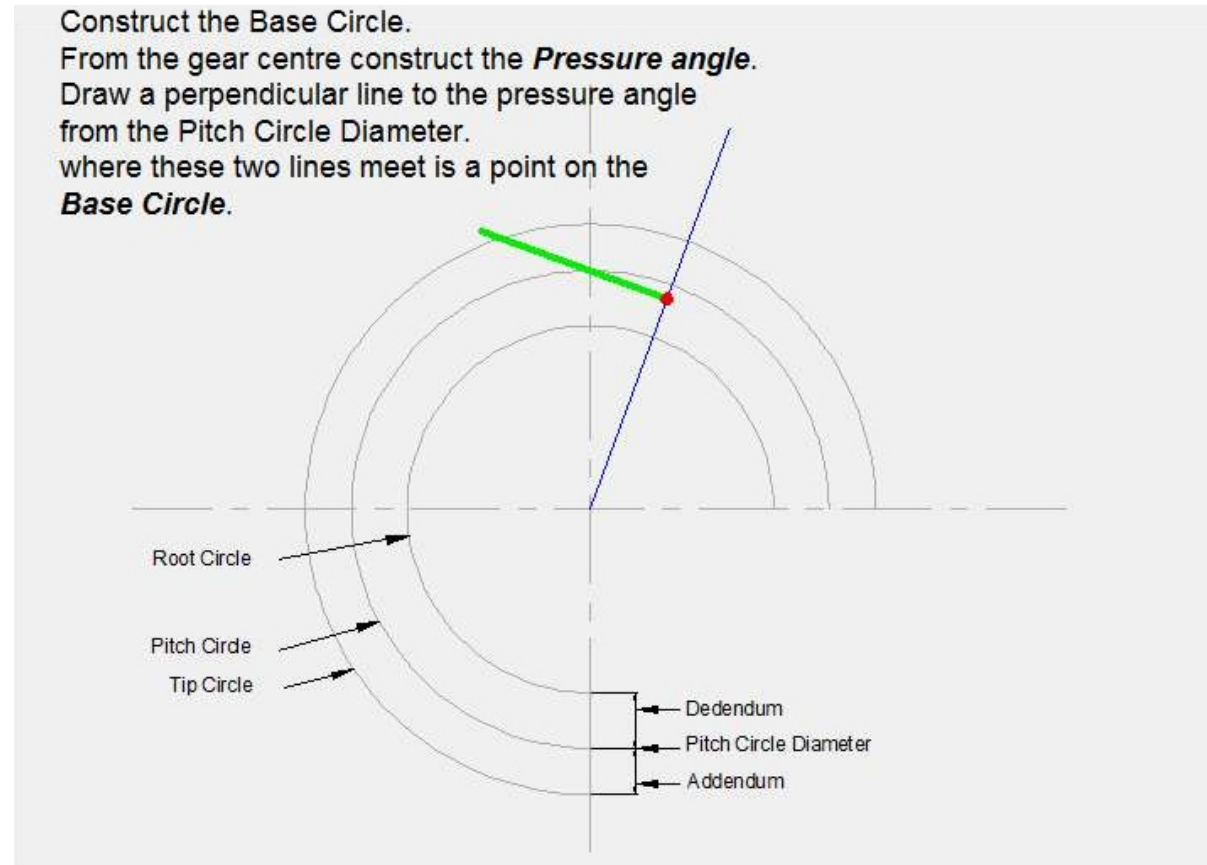 Construct the Base Circle.
From the gear centre construct the Pressure angle.
Draw a perpendicular line to the pressure angle
from the Pitch Circle Diameter.
where these two lines meet is a point on the
Base Circle.
Root Circle
Pitch Circle
Tip Circle
Dedendum
Pitch Circle Diameter
Addendum